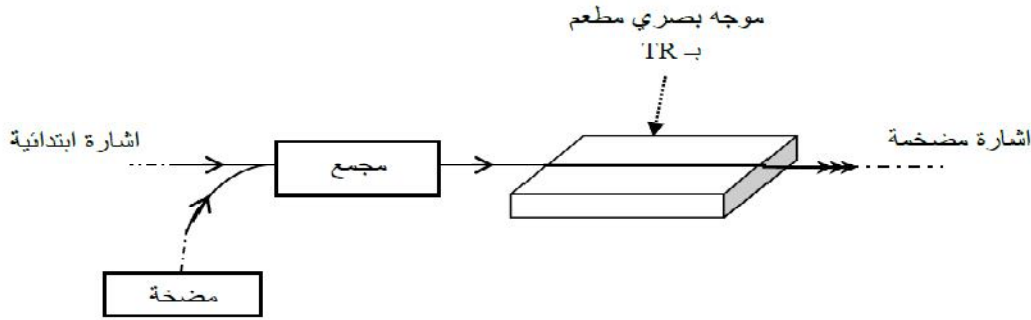 موجه بصري مطعم
بـ TR
اشارة ابتدائية
مجمع
اشارة مضخمة
مضخة